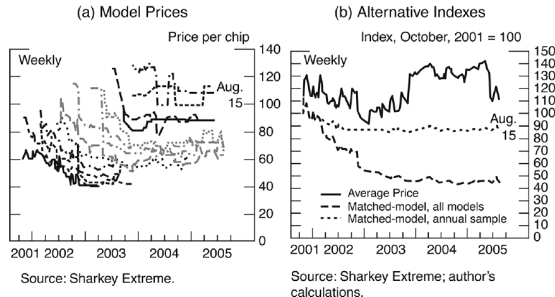 (a) Model Prices
Price per chip
Weekly
140
120
Aug.
15
100
80
60
40
20
0
2001 2002 2003 2004 2005
Source: Sharkey Extreme.
(b) Alternative Indexes
Index, October, 2001 = 100
Weekly
150
140
130
120
110
Aug.
15
100
90
80
70
60
50
40
30
20
10
0
Average Price
Matched-model, all models
Matched-model, annual sample
2001 2002 2003 2004 2005
Source: Sharkey Extreme; author's
calculations.